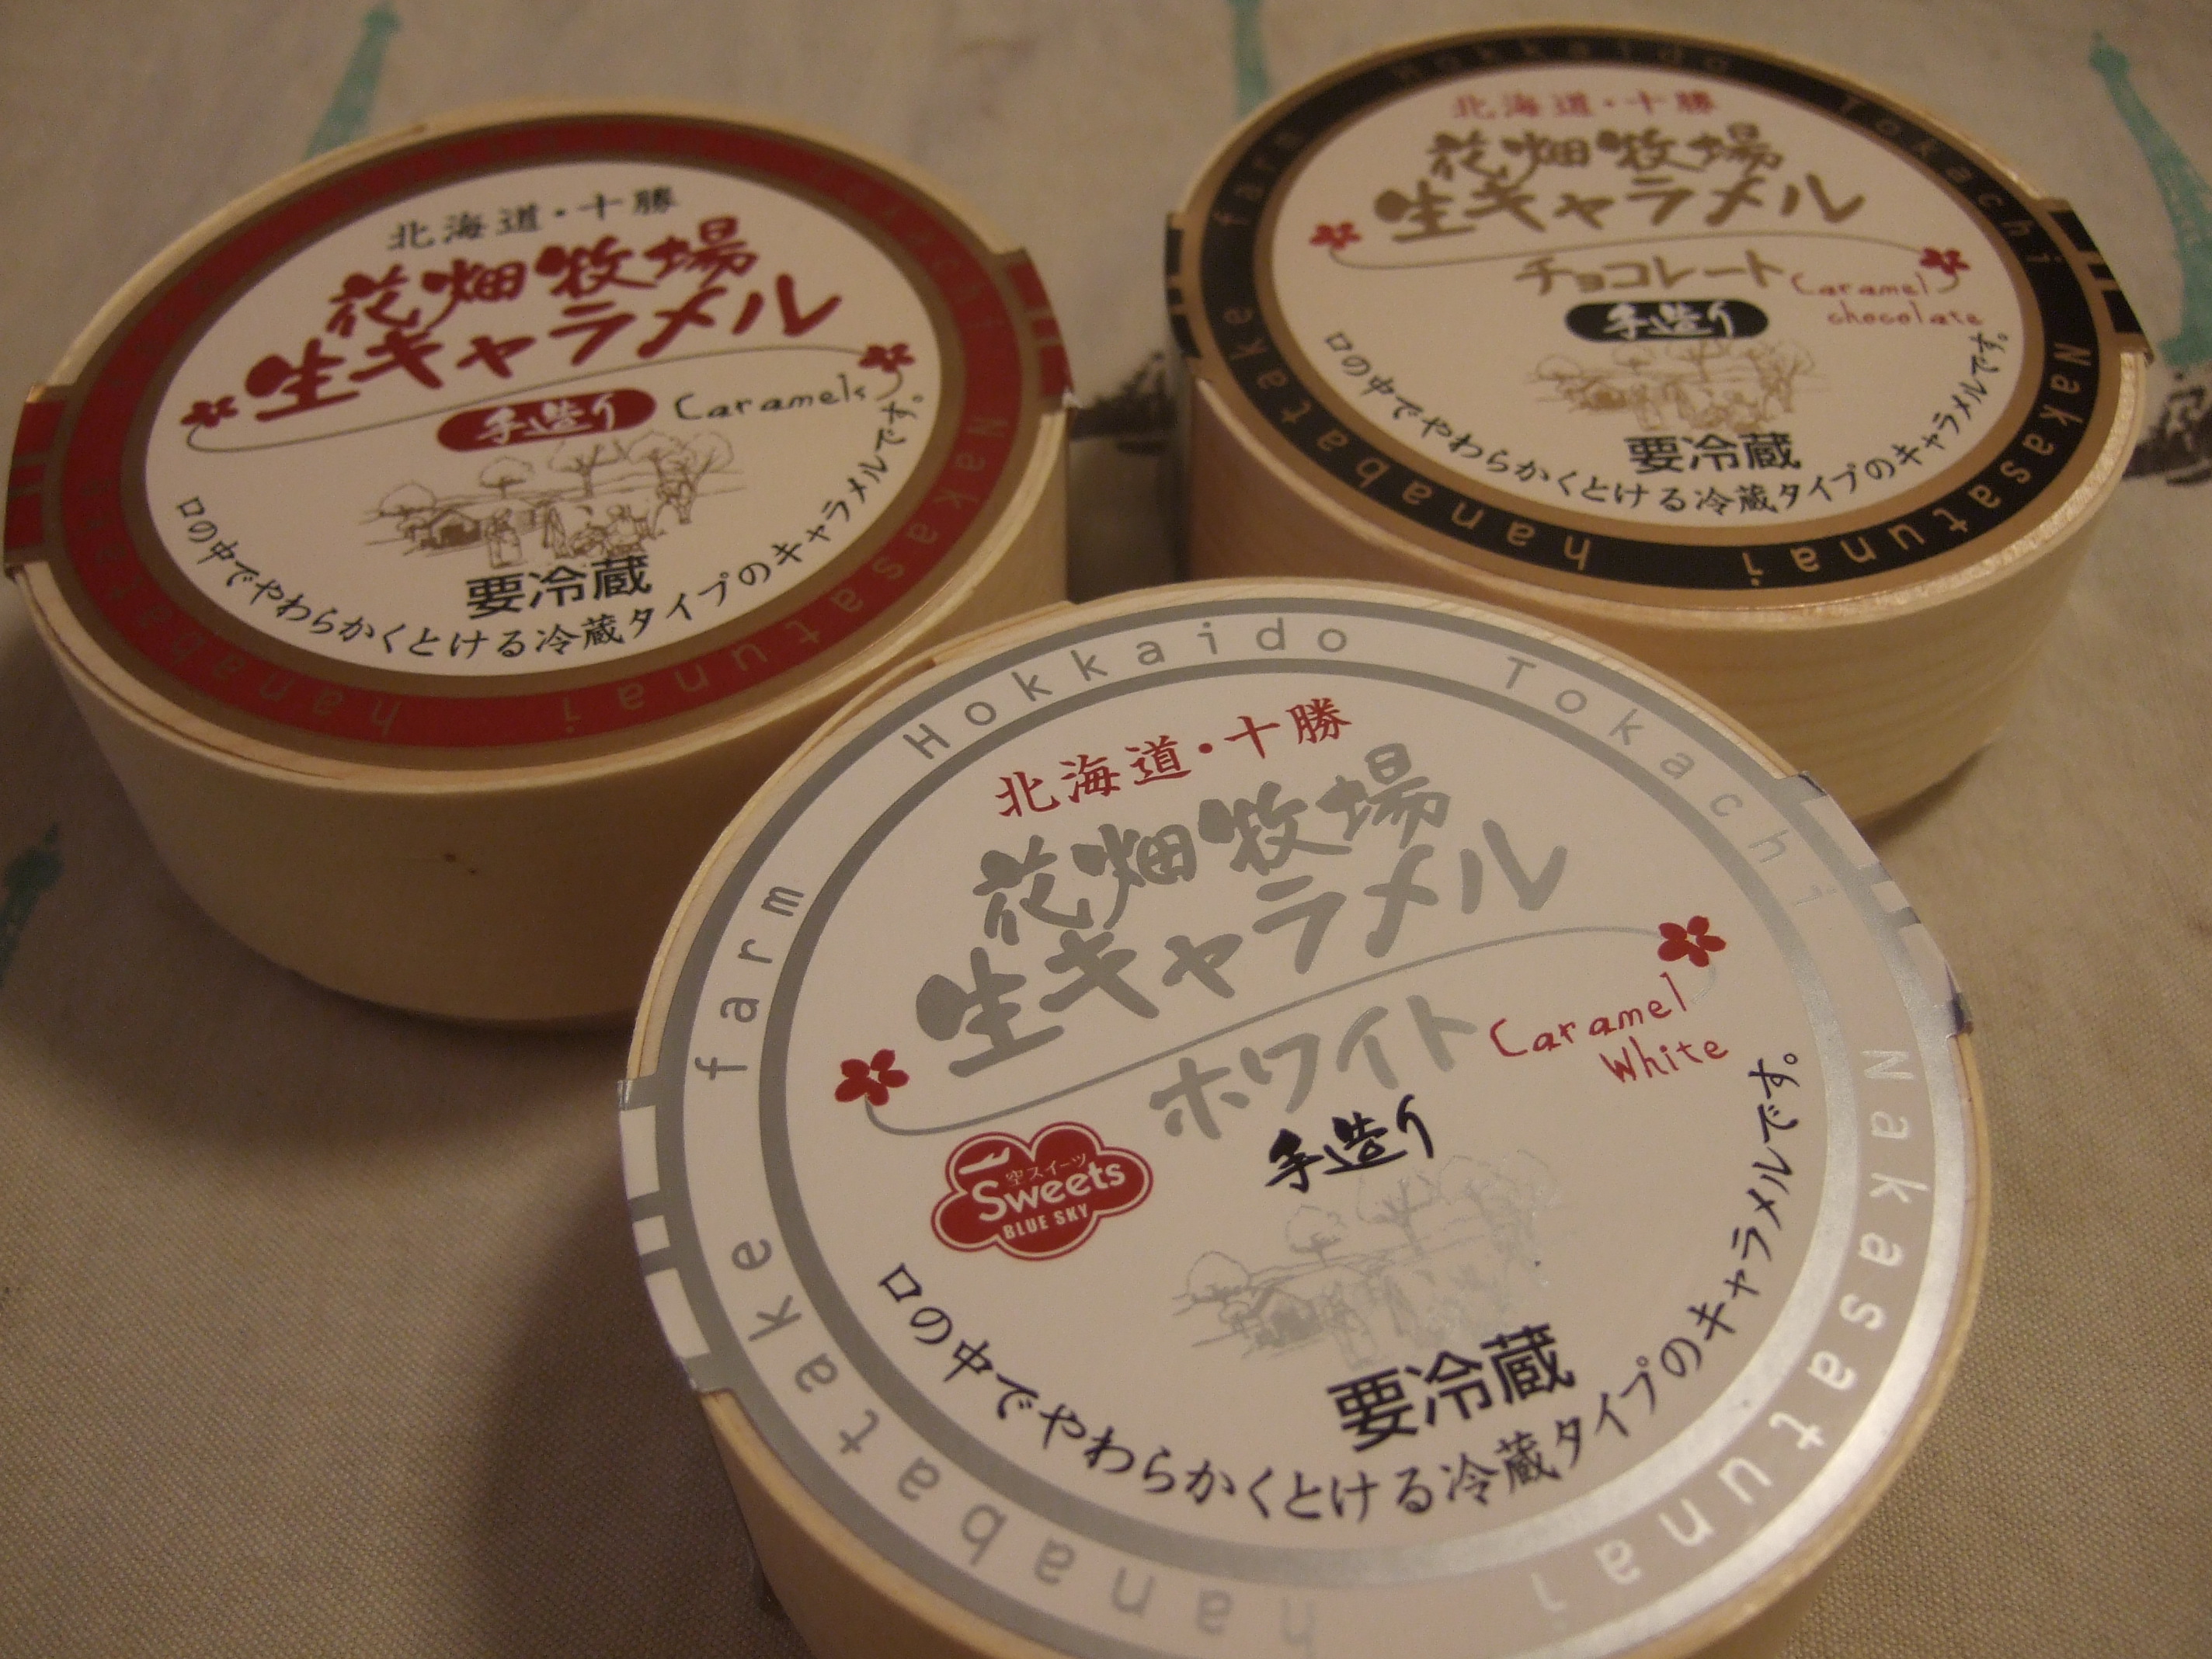 北海道・十勝
花畑牧場
生キャラメル
手造り
Caramels
要冷蔵
口の中でやわらかくとける冷蔵タイプのキャラメルです。
Nakasatunai
hanabatake
北海道・十勝
花畑牧場
生キャラメル
チョコレート
Caramel
chocolate
手造り
要冷蔵
口の中でやわらかくとける冷蔵タイプのキャラメルです。
Hokkaido Tokachi Nakasatunai hanabatake farm
北海道・十勝
花畑牧場
生キャラメル
ホワイト
Caramel
White
手造り
空スイーツ
Sweets
BLUE SKY
要冷蔵
口の中でやわらかくとける冷蔵タイプのキャラメルです。
Hokkaido Tokachi Nakasatunai hanabatake farm